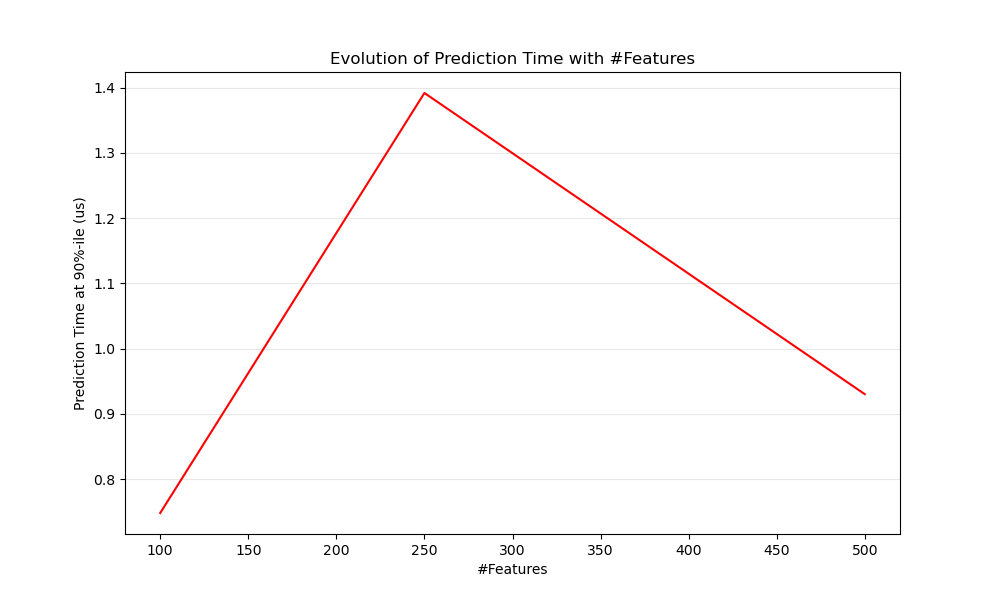 Evolution of Prediction Time with #Features
Prediction Time at 90%-ile (us)
1.4
1.3
1.2
1.1
1.0
0.9
0.8
100 150 200 250 300 350 400 450 500
#Features